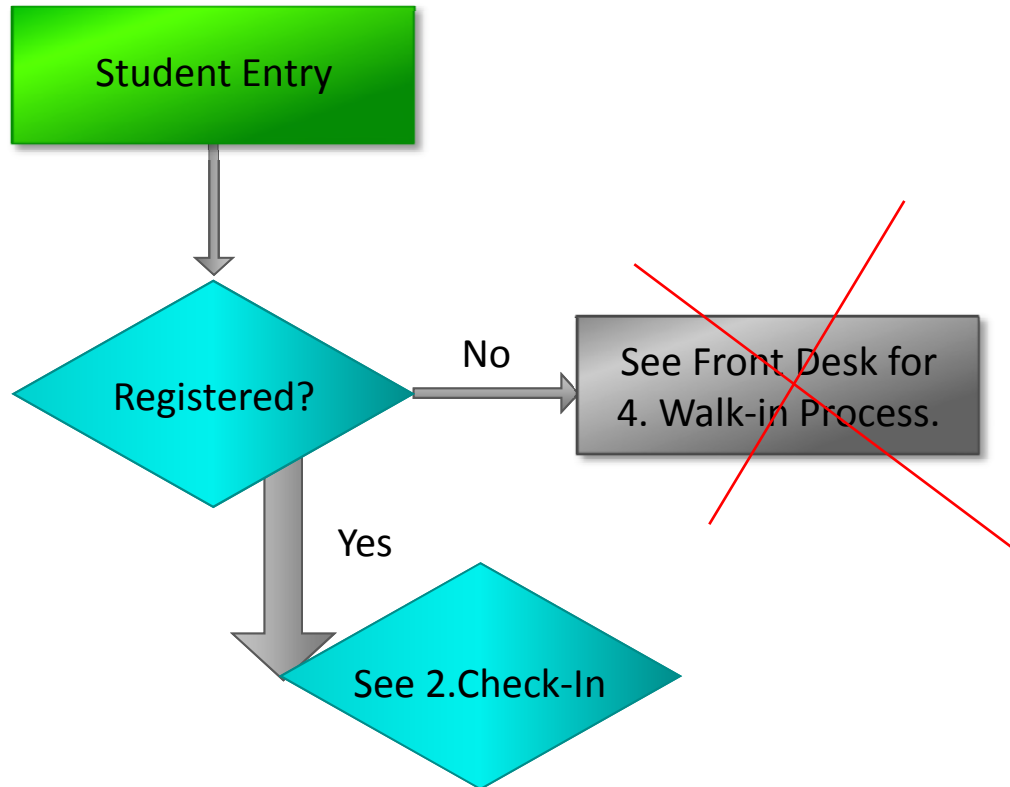 Student Entry
Registered?
No
See Front Desk for
4. Walk-in Process.
Yes
See 2.Check-In